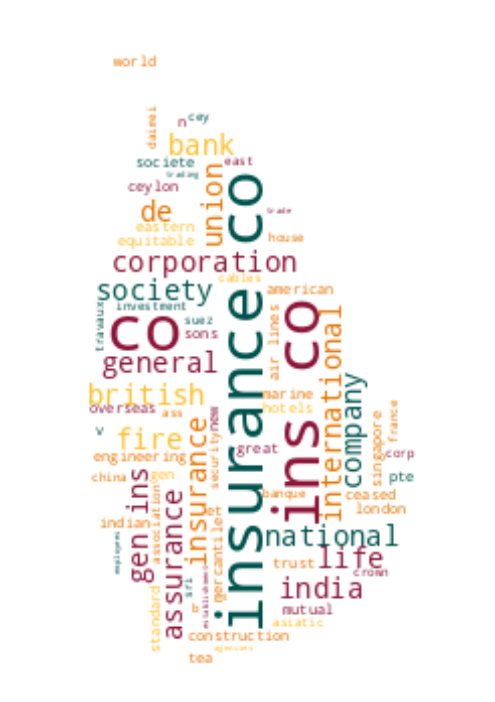 world
daimei
n
cey
bank
societe
east
trading
ceylon
union
insurance co
de
trade
eastern
equitable
house
corporation
cables
society
american
investment
travaux
co
suez
sons
air lines
ins co
international
general
british
marine
company
overseas
ass
new
hotels
france
v
fire
insurance
singapore
engineering
security
great
corp
china
gen
pte
gen ins
association
assurance
banque
ceased
indian
let
london
employees
mercantile
national
trust
life
crown
sri
india
standard
b
establishment
mutual
asiatic
construction
agencies
tea